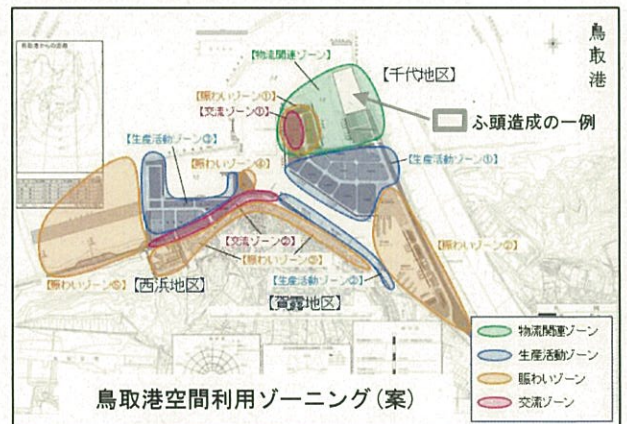 鳥取港
【物流関連ゾーン】
【千代地区】
【賑わいゾーン①】
【交流ゾーン①】
ふ頭造成の一例
【生産活動ゾーン③】
【賑わいゾーン④】
【生産活動ゾーン①】
【交流ゾーン②】
【賑わいゾーン②】
【賑わいゾーン③】
【賑わいゾーン⑤】
【西浜地区】
【生産活動ゾーン②】
【賀露地区】
物流関連ゾーン
生産活動ゾーン
賑わいゾーン
交流ゾーン
鳥取港空間利用ゾーニング(案)